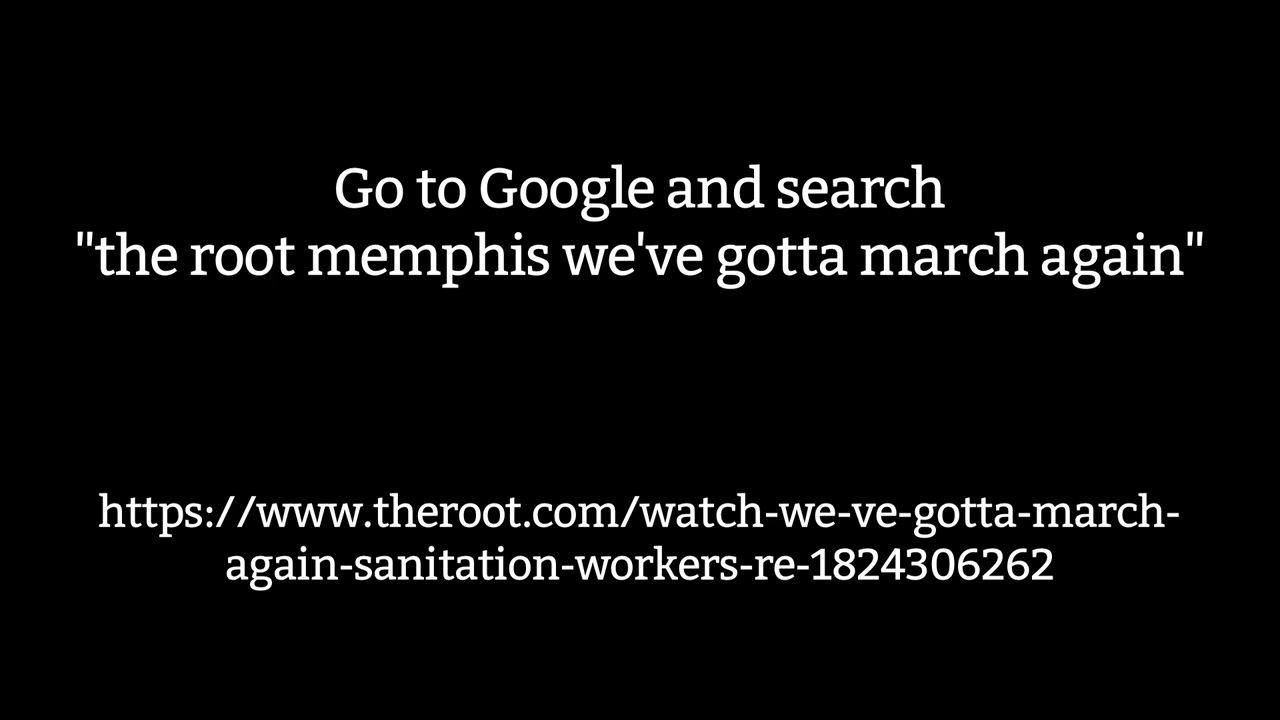 Go to Google and search
"the root memphis we've gotta march again"
https://www.theroot.com/watch-we-ve-gotta-march-
again-sanitation-workers-re-1824306262